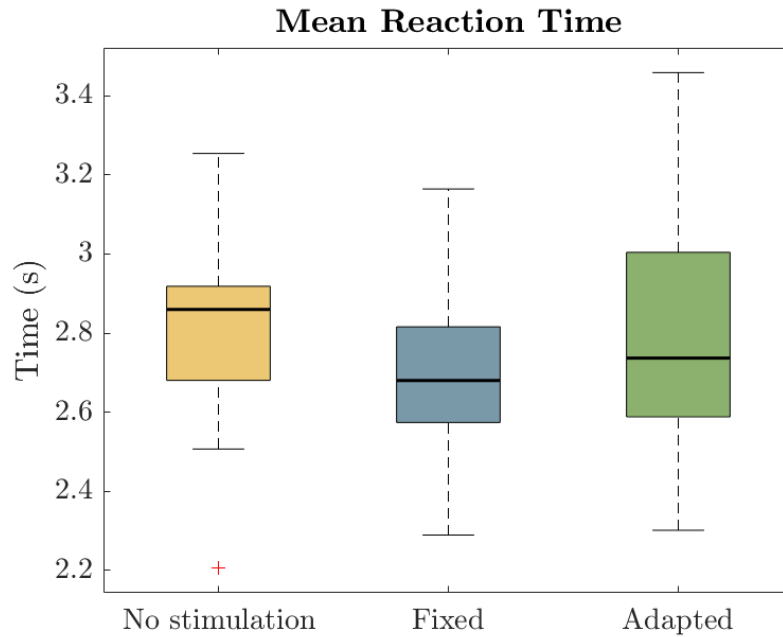 Mean Reaction Time
Time (s)
3.4
3.2
3
2.8
2.6
2.4
2.2
No stimulation
Fixed
Adapted